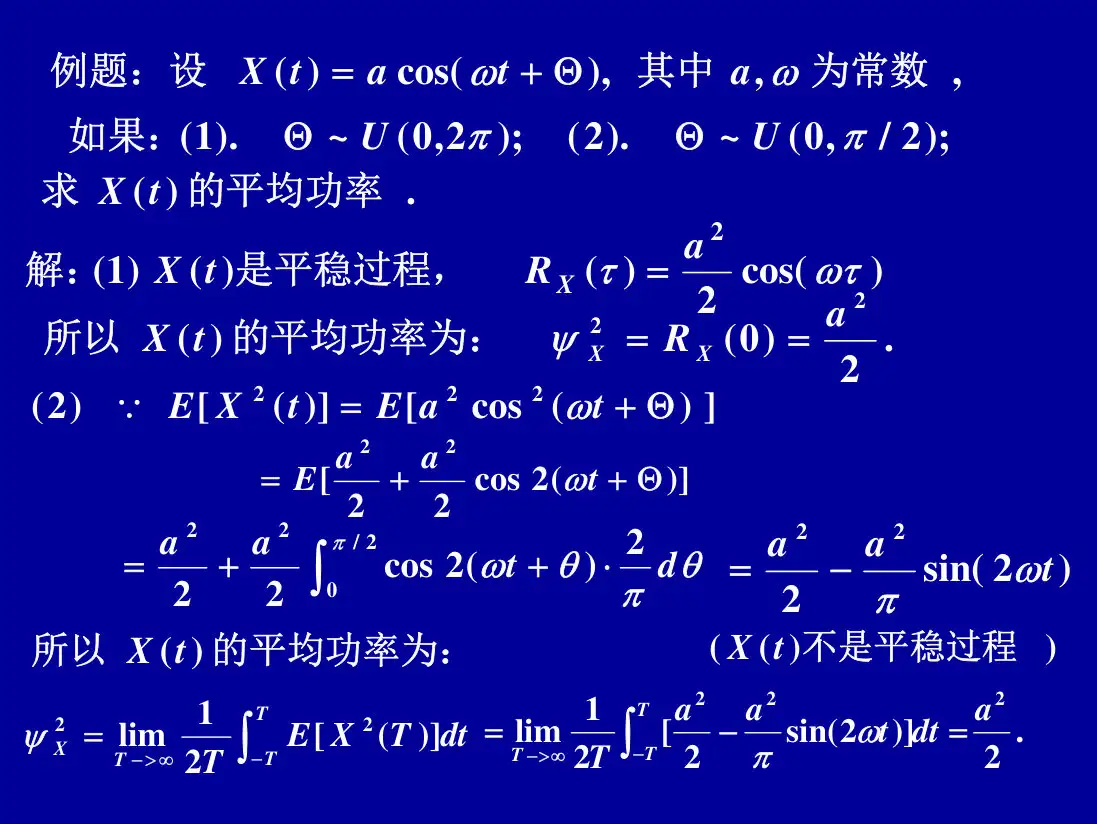 例题：设 X(t) = a cos(ωt + Θ), 其中 a, ω 为常数 ,
如果：(1). Θ ~ U(0,2π); (2). Θ ~ U(0, π / 2);
求 X(t) 的平均功率 .
解：(1) X(t)是平稳过程， R_X(τ) = a²/2 cos(ωτ)
所以 X(t) 的平均功率为： ψ_X² = R_X(0) = a²/2 .
(2) ∵ E[X²(t)] = E[a² cos²(ωt + Θ)]
= E[a²/2 + a²/2 cos 2(ωt + Θ)]
= a²/2 + a²/2 ∫_0^{π/2} cos 2(ωt + θ) · 2/π dθ = a²/2 − a²/π sin(2ωt)
所以 X(t) 的平均功率为： (X(t)不是平稳过程 )
ψ_X² = lim_{T−>∞} 1/2T ∫_{−T}^{T} E[X²(T)]dt = lim_{T−>∞} 1/2T ∫_{−T}^{T} [a²/2 − a²/π sin(2ωt)]dt = a²/2 .